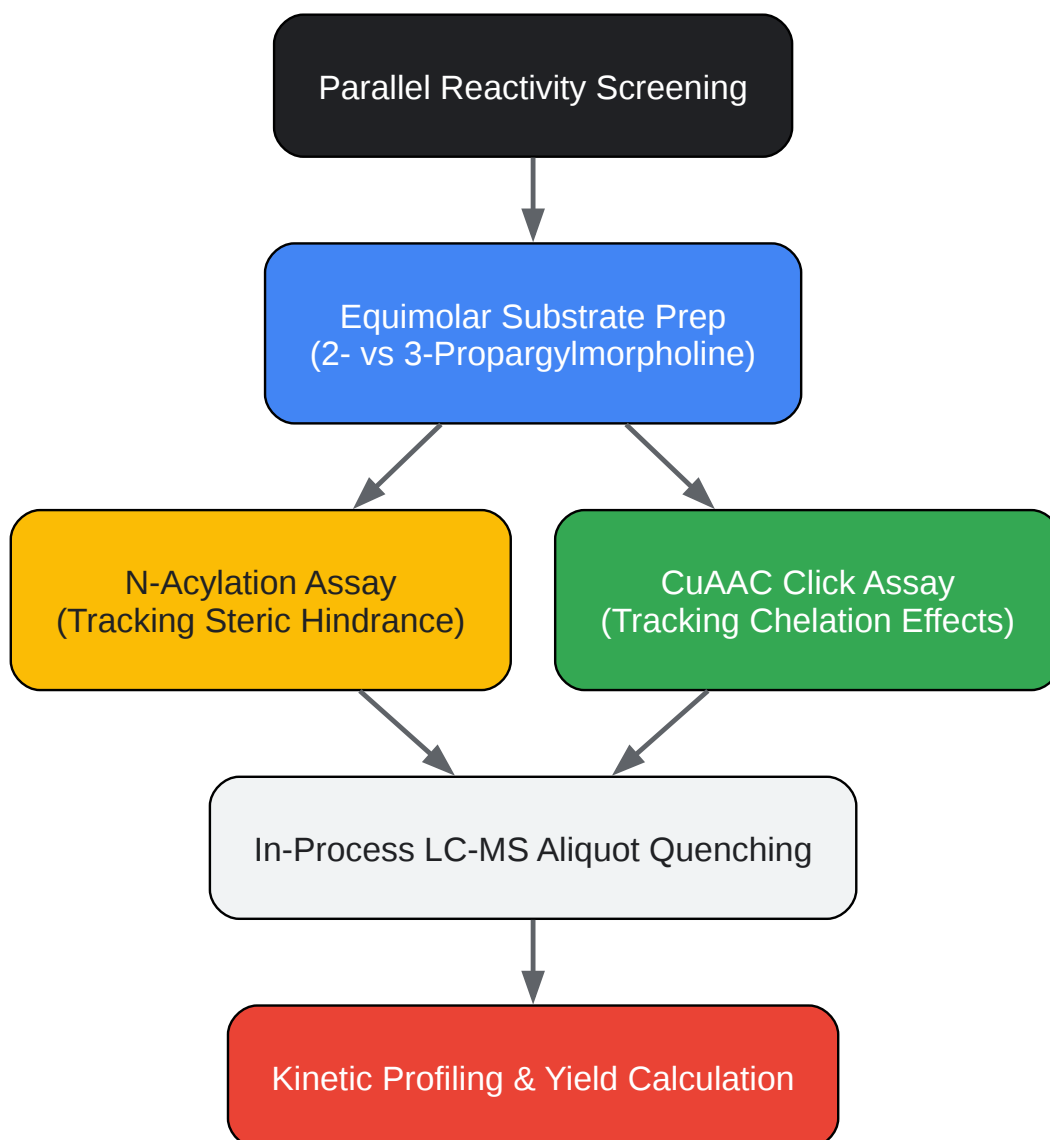 Parallel Reactivity Screening
Equimolar Substrate Prep
(2- vs 3-Propargylmorpholine)
N-Acylation Assay
(Tracking Steric Hindrance)
CuAAC Click Assay
(Tracking Chelation Effects)
In-Process LC-MS Aliquot Quenching
Kinetic Profiling & Yield Calculation